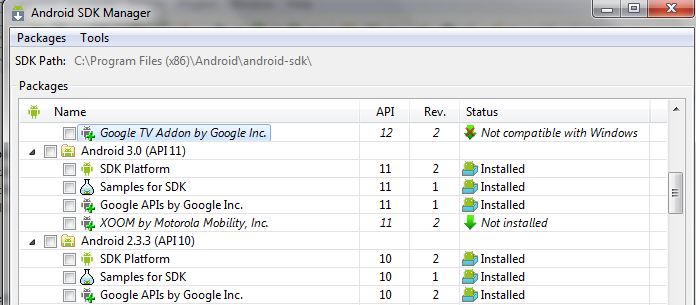 Android SDK Manager
Packages Tools
SDK Path: C:\Program Files (x86)\Android\android-sdk\
Packages
Name API Rev. Status
Google TV Addon by Google Inc. 12 2 Not compatible with Windows
Android 3.0 (API 11)
SDK Platform 11 2 Installed
Samples for SDK 11 1 Installed
Google APIs by Google Inc. 11 1 Installed
XOOM by Motorola Mobility, Inc. 11 2 Not installed
Android 2.3.3 (API 10)
SDK Platform 10 2 Installed
Samples for SDK 10 1 Installed
Google APIs by Google Inc. 10 2 Installed